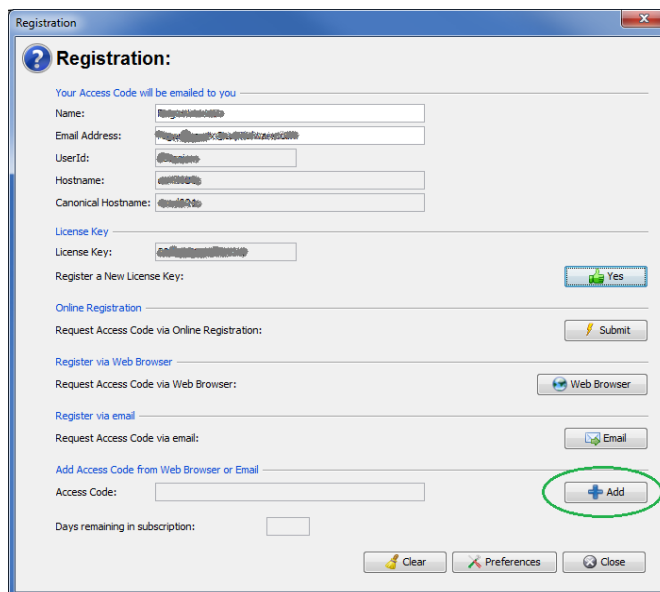 Registration
Registration:
Your Access Code will be emailed to you
Name:
Email Address:
UserId:
Hostname:
Canonical Hostname:
License Key
License Key:
Register a New License Key:
Yes
Online Registration
Request Access Code via Online Registration:
Submit
Register via Web Browser
Request Access Code via Web Browser:
Web Browser
Register via email
Request Access Code via email:
Email
Add Access Code from Web Browser or Email
Access Code:
Add
Days remaining in subscription:
Clear
Preferences
Close